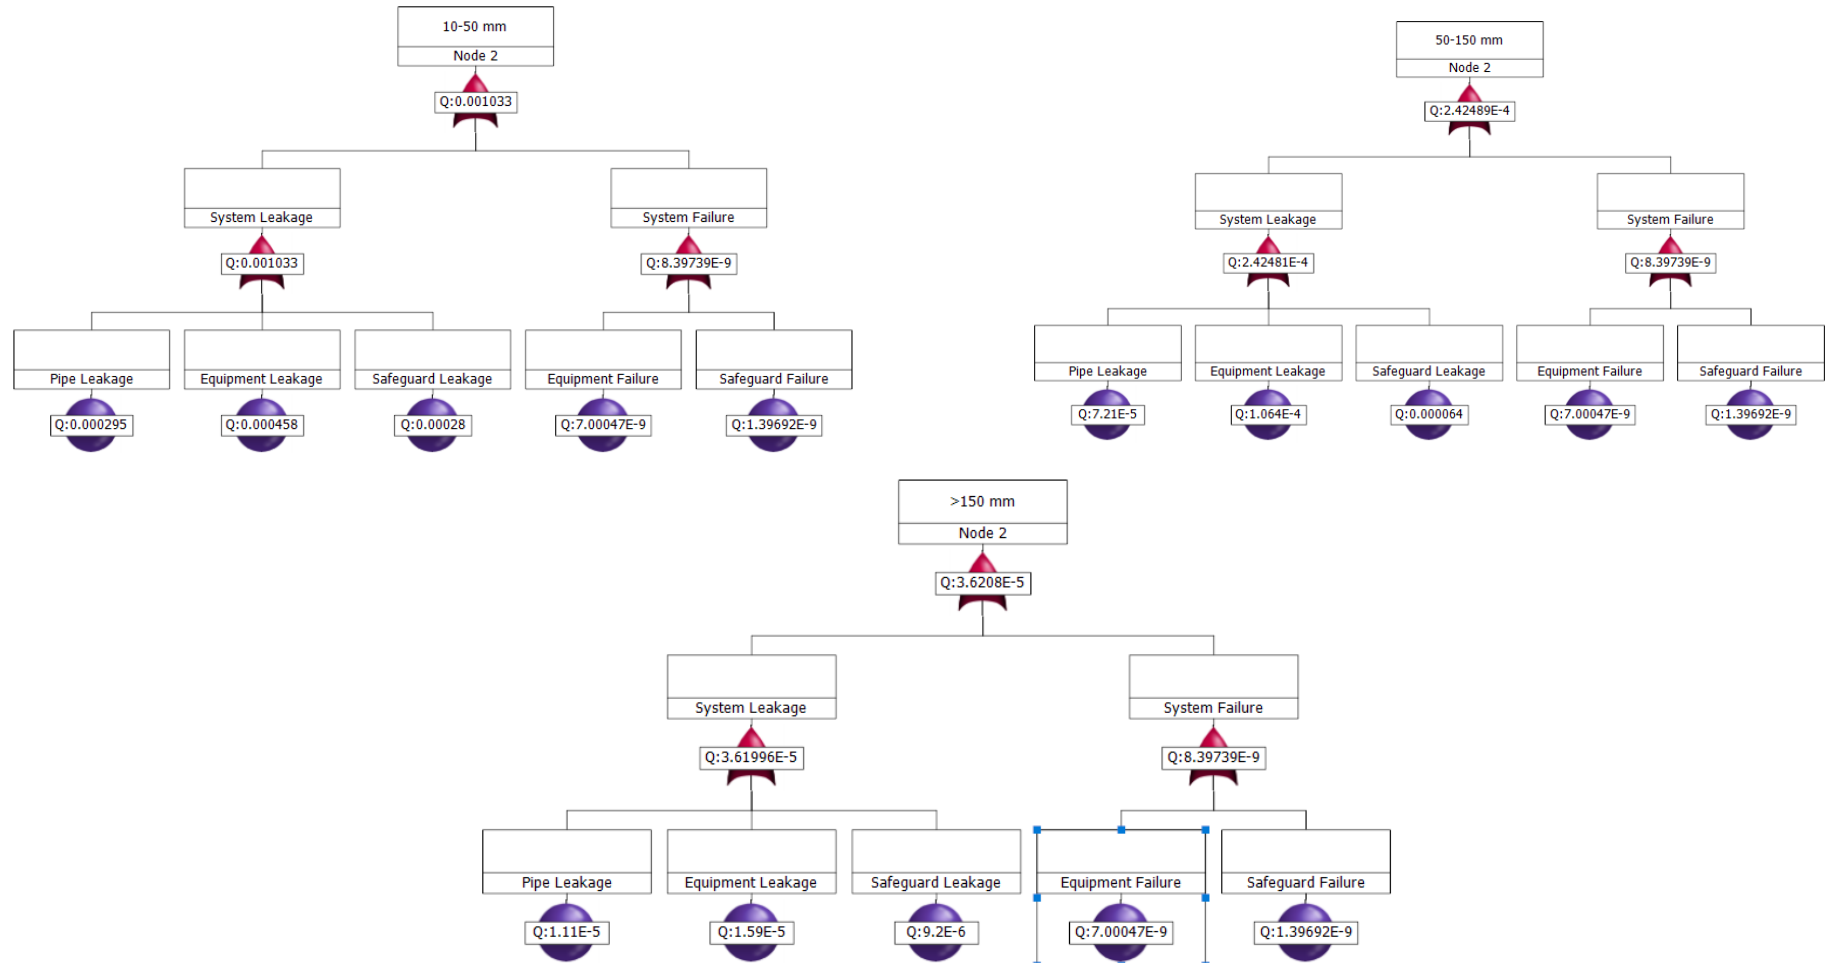 10-50 mm
Node 2
Q:0.001033
System Leakage
System Failure
Q:0.001033
Q:8.39739E-9
Pipe Leakage
Equipment Leakage
Safeguard Leakage
Equipment Failure
Safeguard Failure
Q:0.000295
Q:0.000458
Q:0.00028
Q:7.00047E-9
Q:1.39692E-9
50-150 mm
Node 2
Q:2.42489E-4
System Leakage
System Failure
Q:2.42481E-4
Q:8.39739E-9
Pipe Leakage
Equipment Leakage
Safeguard Leakage
Equipment Failure
Safeguard Failure
Q:7.21E-5
Q:1.064E-4
Q:0.000064
Q:7.00047E-9
Q:1.39692E-9
>150 mm
Node 2
Q:3.6208E-5
System Leakage
System Failure
Q:3.61996E-5
Q:8.39739E-9
Pipe Leakage
Equipment Leakage
Safeguard Leakage
Equipment Failure
Safeguard Failure
Q:1.11E-5
Q:1.59E-5
Q:9.2E-6
Q:7.00047E-9
Q:1.39692E-9